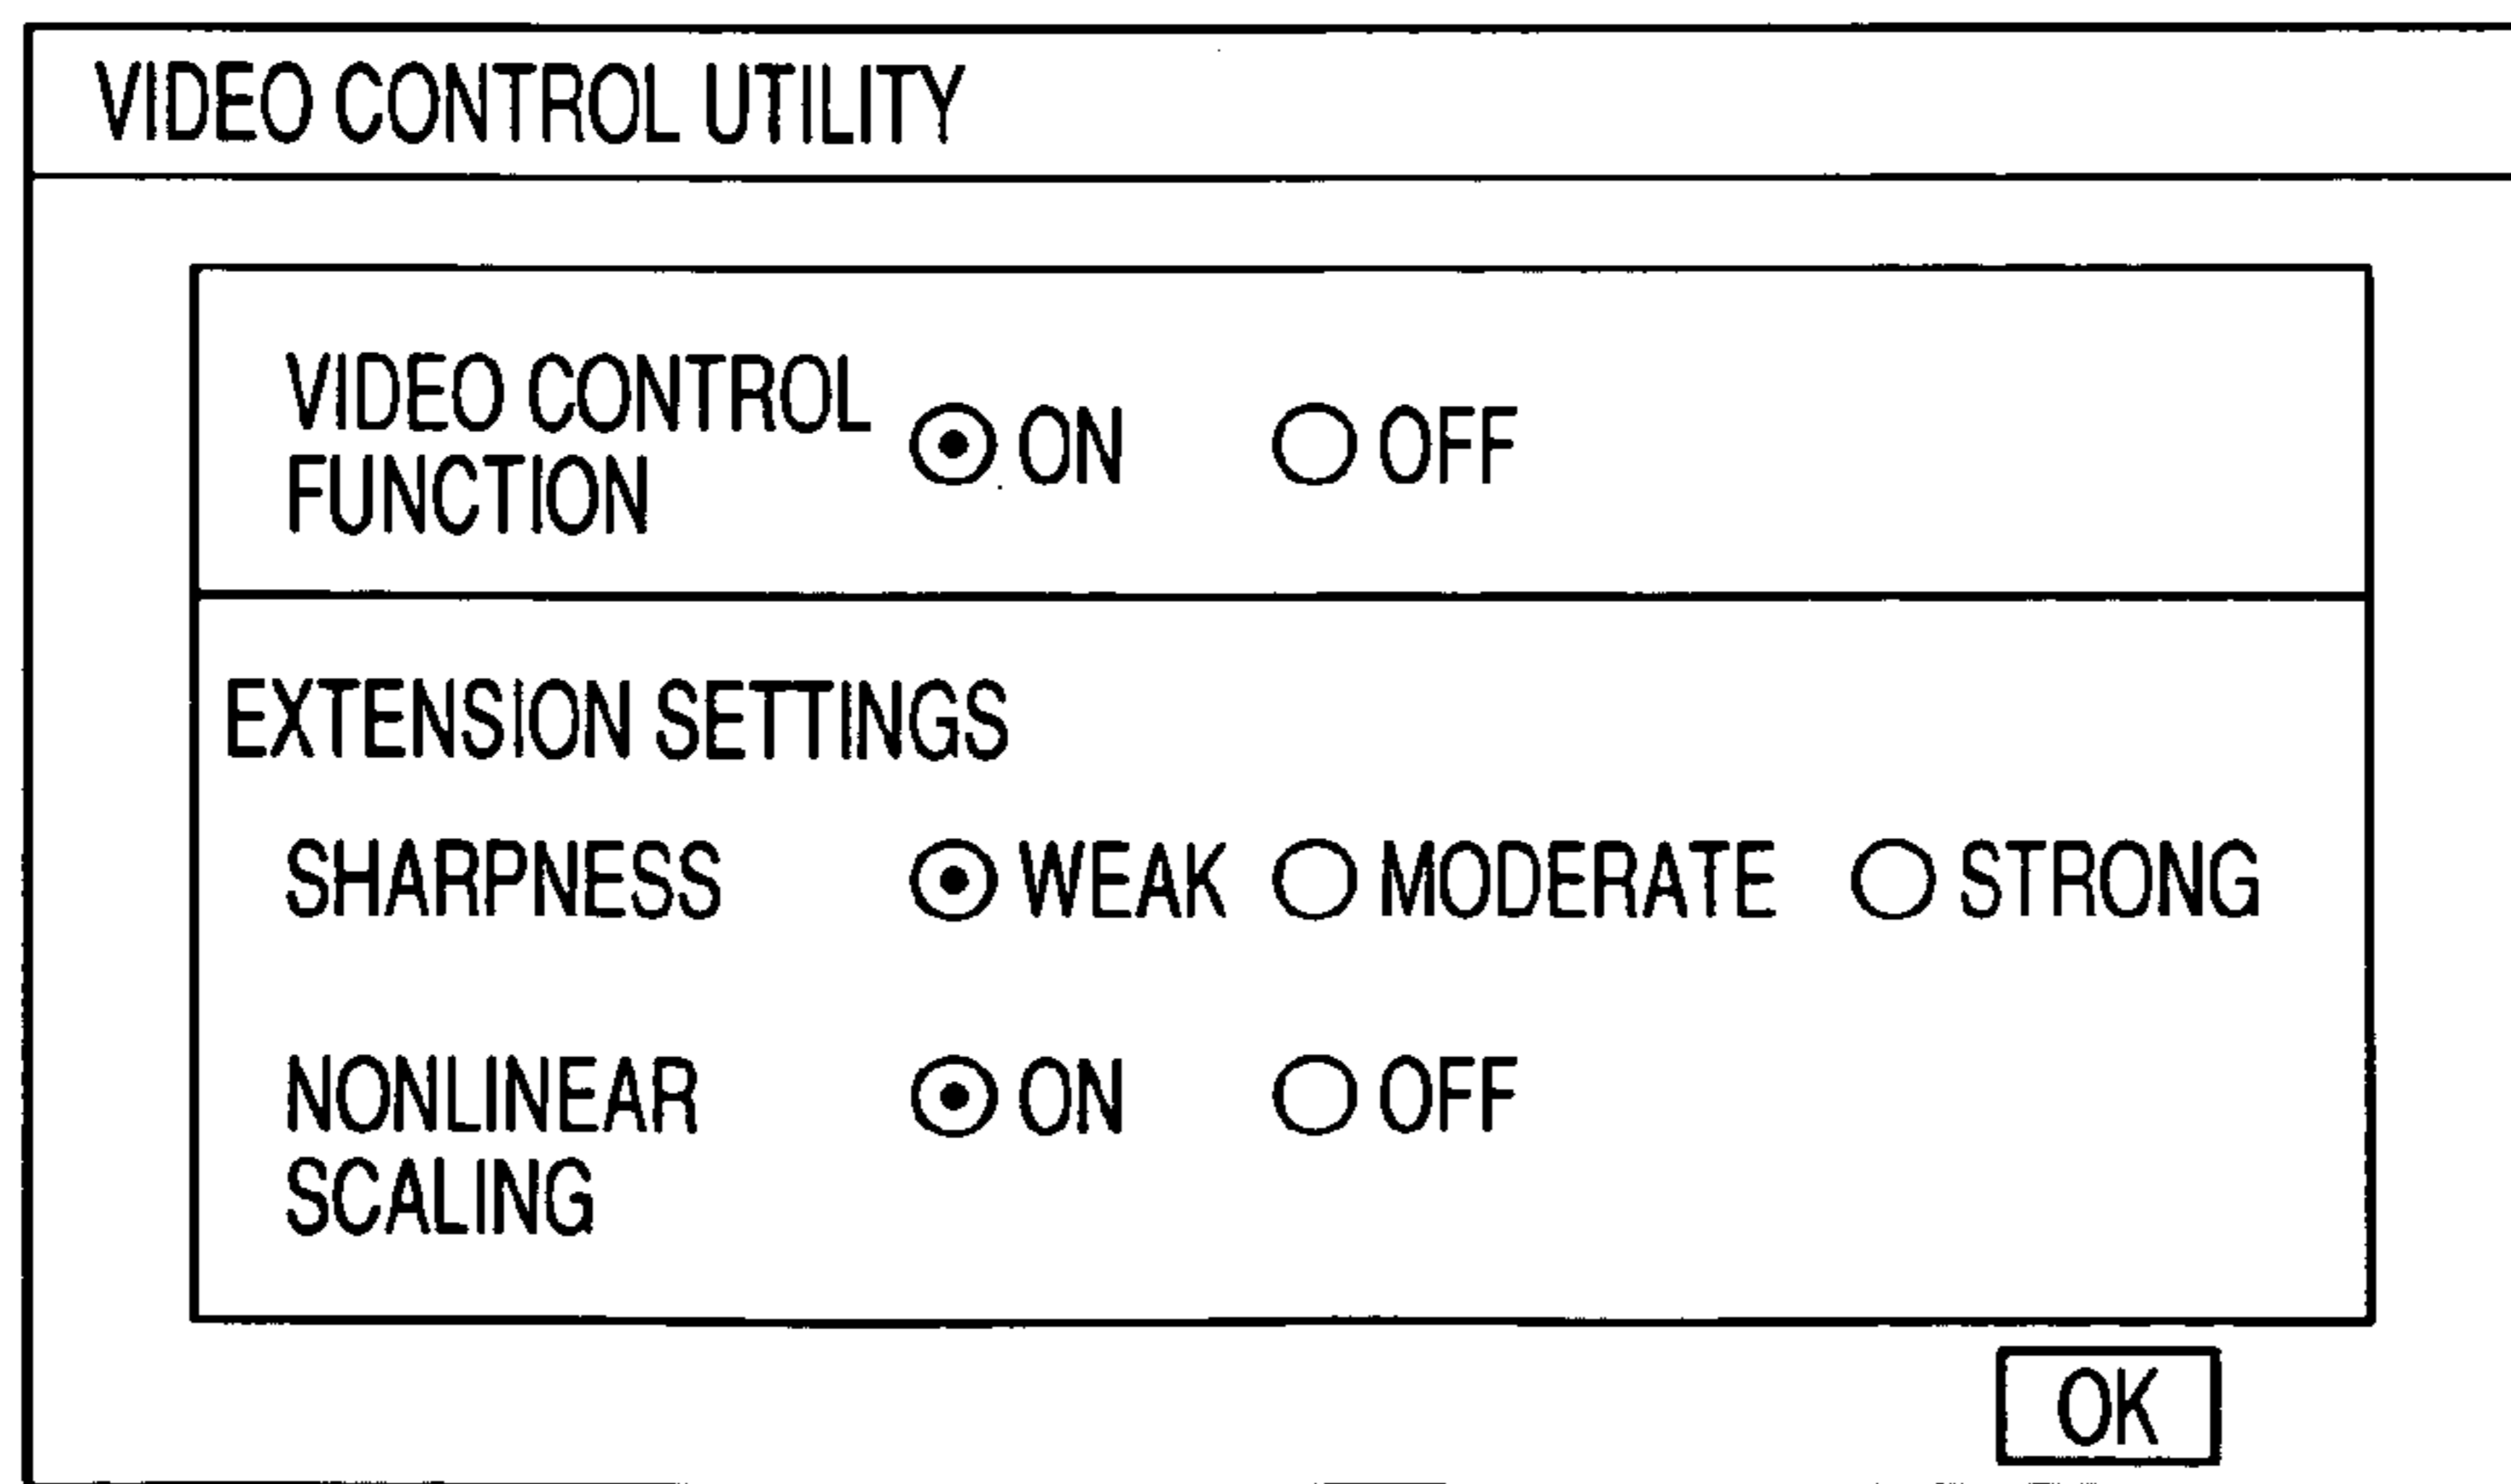 VIDEO CONTROL UTILITY
VIDEO CONTROL
FUNCTION
ON OFF
EXTENSION SETTINGS
SHARPNESS WEAK MODERATE STRONG
NONLINEAR ON OFF
SCALING
OK